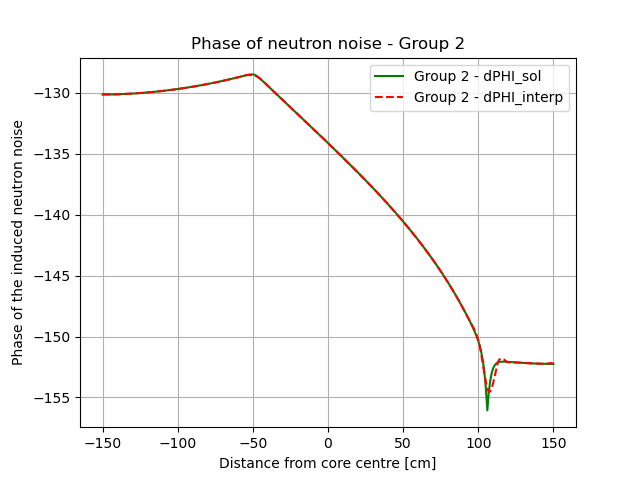 Phase of neutron noise - Group 2
Group 2 - dPHI_sol
Group 2 - dPHI_interp
Phase of the induced neutron noise
−130
−135
−140
−145
−150
−155
−150
−100
−50
0
50
100
150
Distance from core centre [cm]